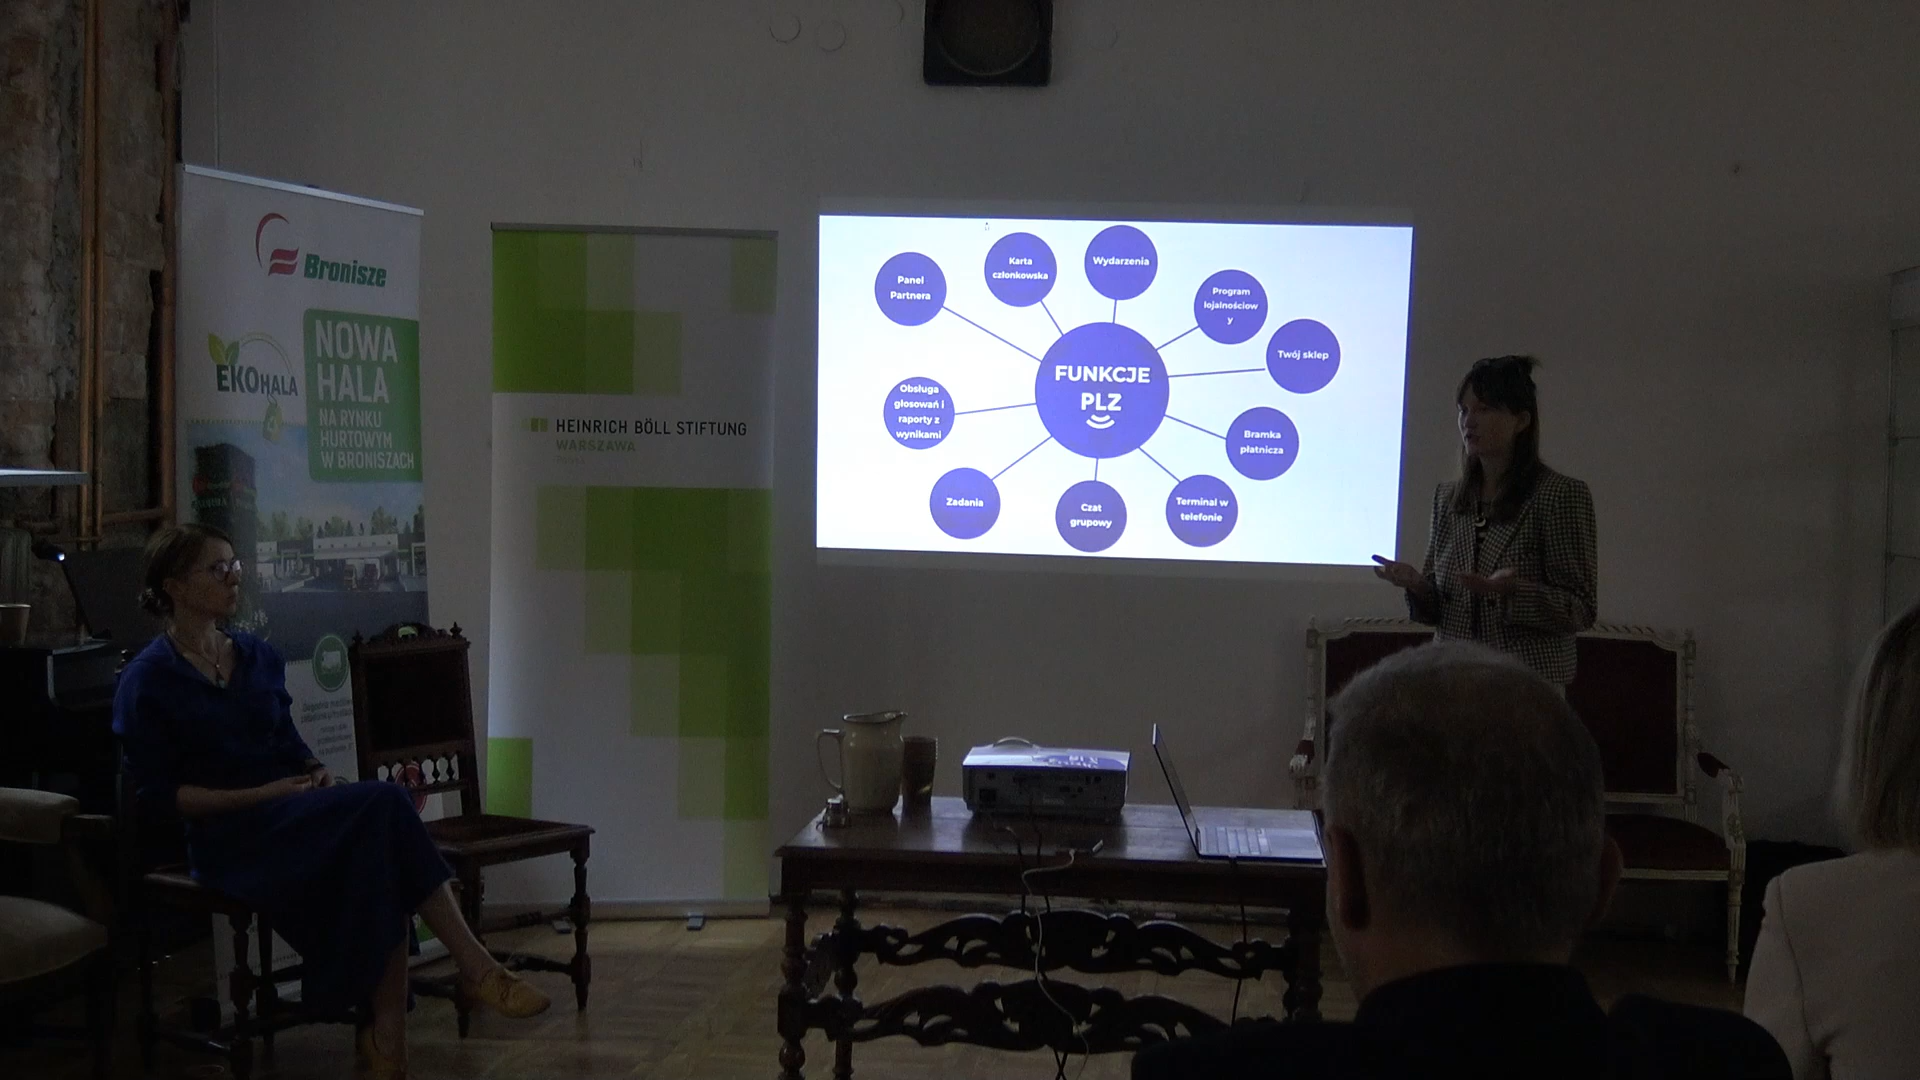 Bronisze
EKOHALA
NOWA
HALA
NA RYNKU
HURTOWYM
W BRONISZACH
HEINRICH BÖLL STIFTUNG
WARSZAWA
Panel
Partnera
Karta
członkowska
Wydarzenia
Program
lojalnościow
y
Twój sklep
FUNKCJE
PLZ
Obsługa
głosowań i
raporty z
wynikami
Bramka
płatnicza
Zadania
Czat
grupowy
Terminal w
telefonie